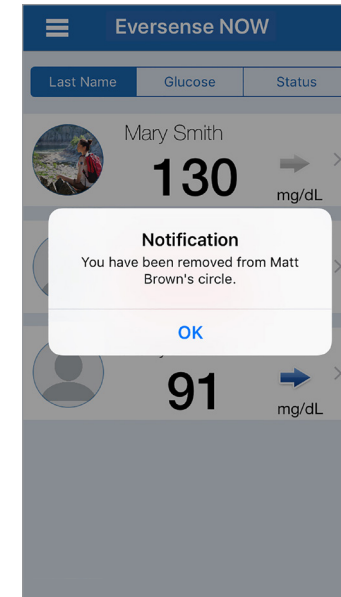 Eversense NOW
Last Name Glucose Status
Mary Smith
130
mg/dL
Notification
You have been removed from Matt
Brown's circle.
OK
91
mg/dL